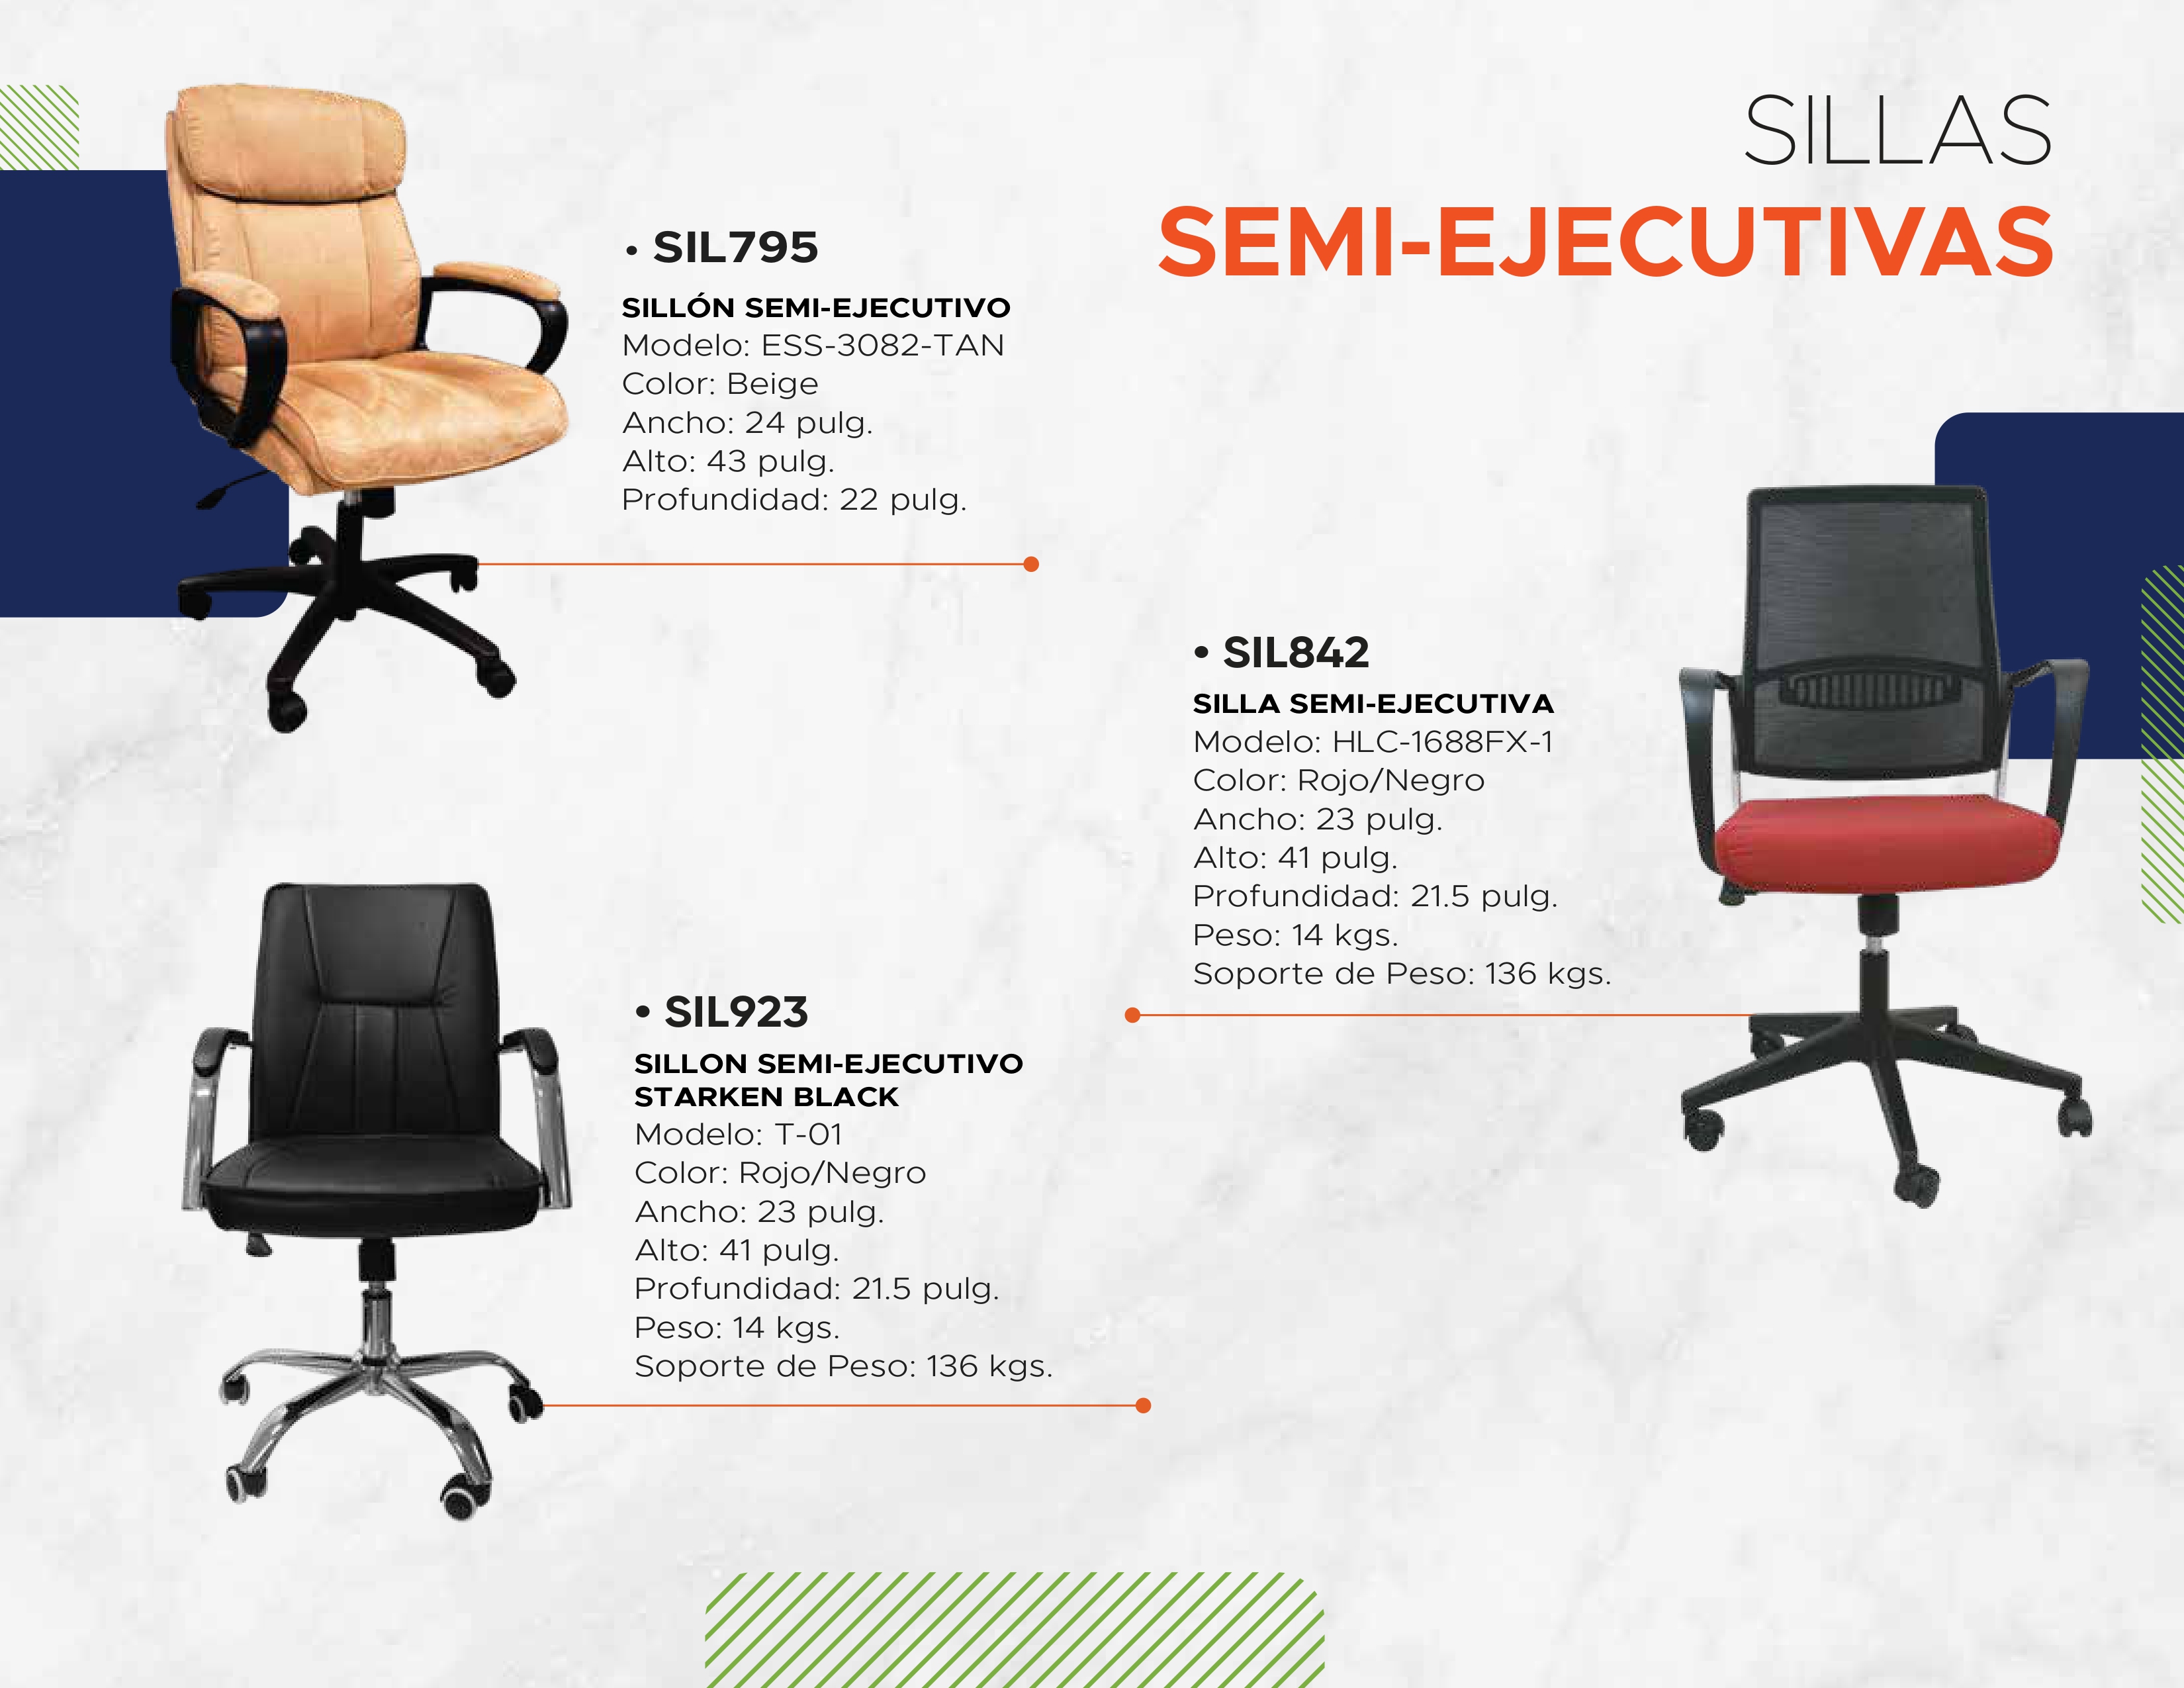 SILLAS
SEMI-EJECUTIVAS
• SIL795
SILLÓN SEMI-EJECUTIVO
Modelo: ESS-3082-TAN
Color: Beige
Ancho: 24 pulg.
Alto: 43 pulg.
Profundidad: 22 pulg.
• SIL842
SILLA SEMI-EJECUTIVA
Modelo: HLC-1688FX-1
Color: Rojo/Negro
Ancho: 23 pulg.
Alto: 41 pulg.
Profundidad: 21.5 pulg.
Peso: 14 kgs.
Soporte de Peso: 136 kgs.
• SIL923
SILLON SEMI-EJECUTIVO
STARKEN BLACK
Modelo: T-01
Color: Rojo/Negro
Ancho: 23 pulg.
Alto: 41 pulg.
Profundidad: 21.5 pulg.
Peso: 14 kgs.
Soporte de Peso: 136 kgs.